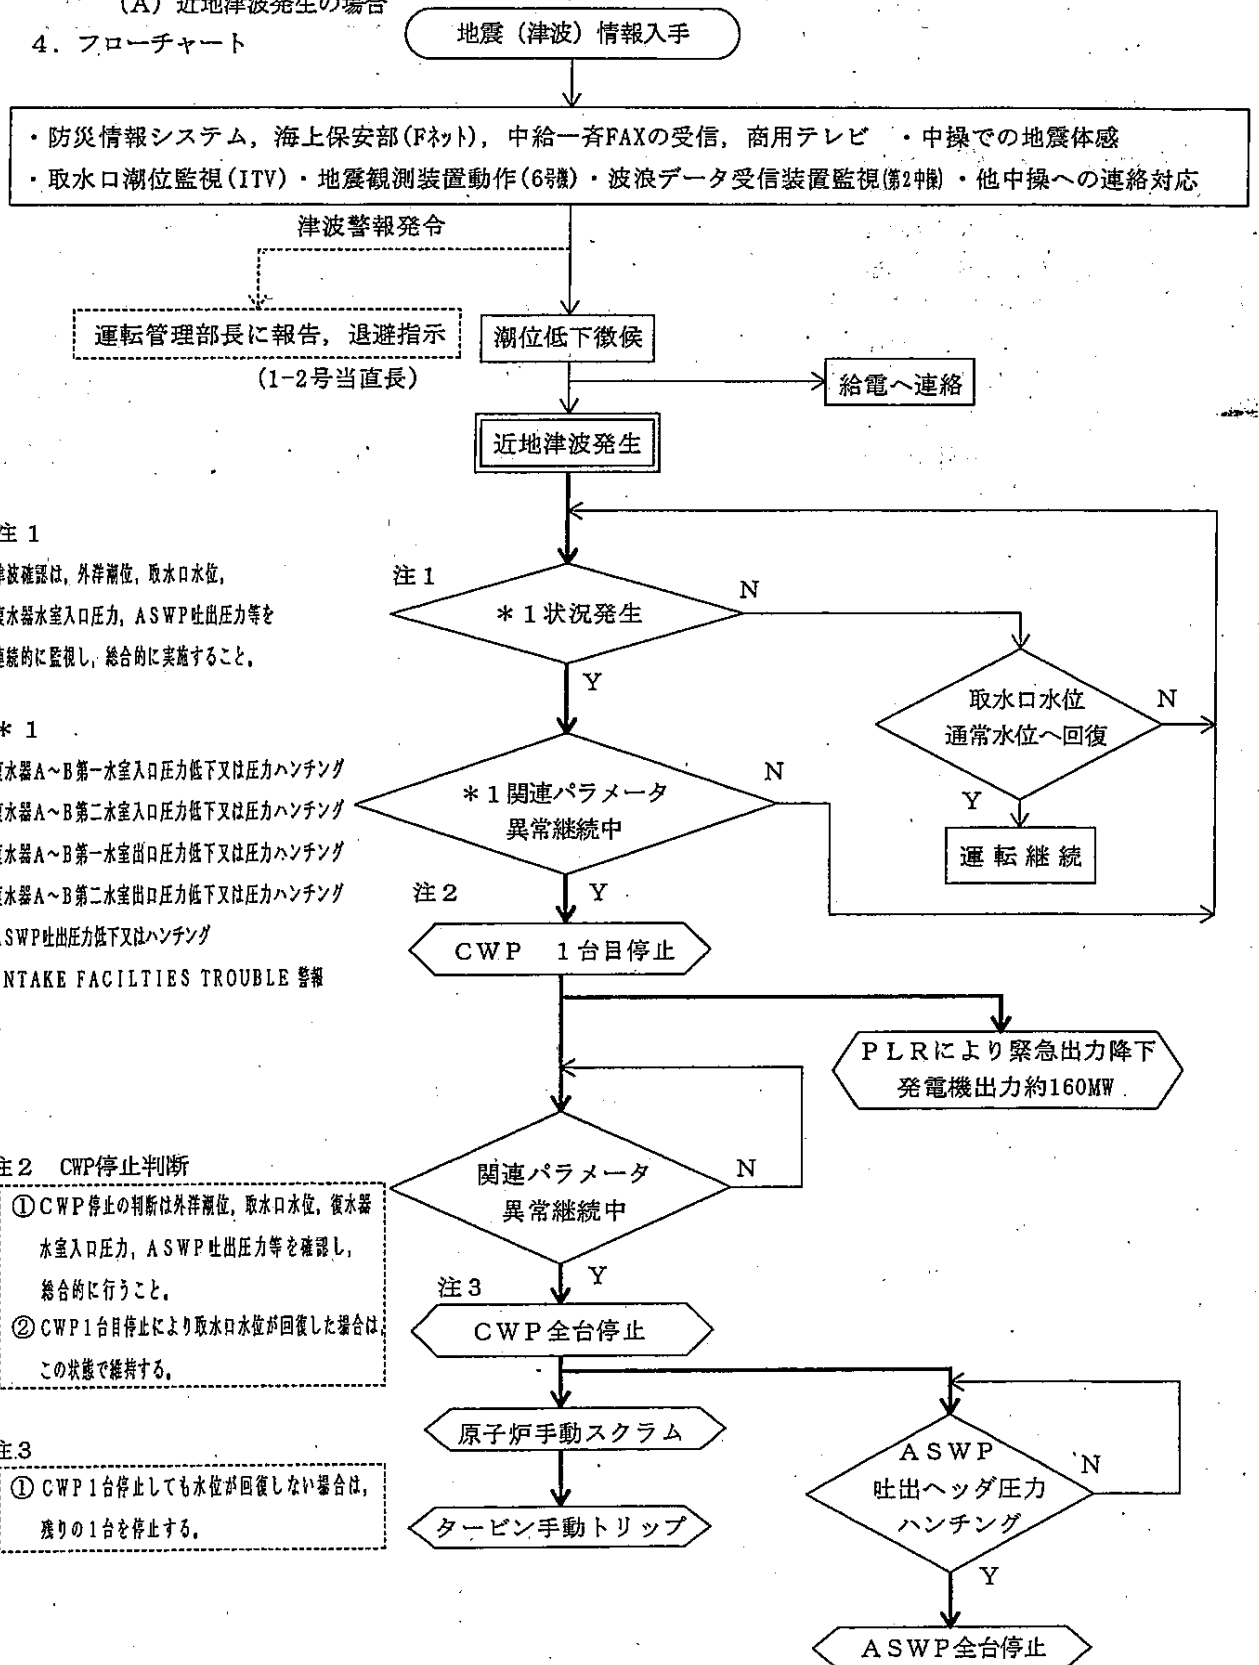 (A) 近地津波発生の場合
4. フローチャート
地震(津波)情報入手
・防災情報システム,海上保安部(Fネット),中給一斉FAXの受信,商用テレビ ・中操での地震体感
・取水口潮位監視(ITV)・地震観測装置動作(6号機)・波浪データ受信装置監視(第2中操)・他中操への連絡対応
津波警報発令
運転管理部長に報告,退避指示
(1-2号当直長)
潮位低下徴候
給電へ連絡
近地津波発生
注1
津波確認は,外洋潮位,取水口水位,
復水器水室入口圧力,ASWP吐出圧力等を
連続的に監視し,総合的に実施すること。
注1
*1状況発生
N
Y
取水口水位
通常水位へ回復
N
Y
運転継続
*1
復水器A~B第一水室入口圧力低下又は圧力ハンチング
復水器A~B第二水室入口圧力低下又は圧力ハンチング
復水器A~B第一水室出口圧力低下又は圧力ハンチング
復水器A~B第二水室出口圧力低下又は圧力ハンチング
ASWP吐出圧力低下又はハンチング
NTAKE FACILTIES TROUBLE 警報
*1関連パラメータ
異常継続中
N
Y
注2
CWP 1台目停止
PLRにより緊急出力降下
発電機出力約160MW
関連パラメータ
異常継続中
N
Y
注2 CWP停止判断
①CWP停止の判断は外洋潮位,取水口水位,復水器
水室入口圧力,ASWP吐出圧力等を確認し,
総合的に行うこと。
②CWP1台目停止により取水口水位が回復した場合は,
この状態で維持する。
注3
CWP全台停止
原子炉手動スクラム
タービン手動トリップ
注3
①CWP1台停止しても水位が回復しない場合は,
残りの1台を停止する。
ASWP
吐出ヘッダ圧力
ハンチング
N
Y
ASWP全台停止